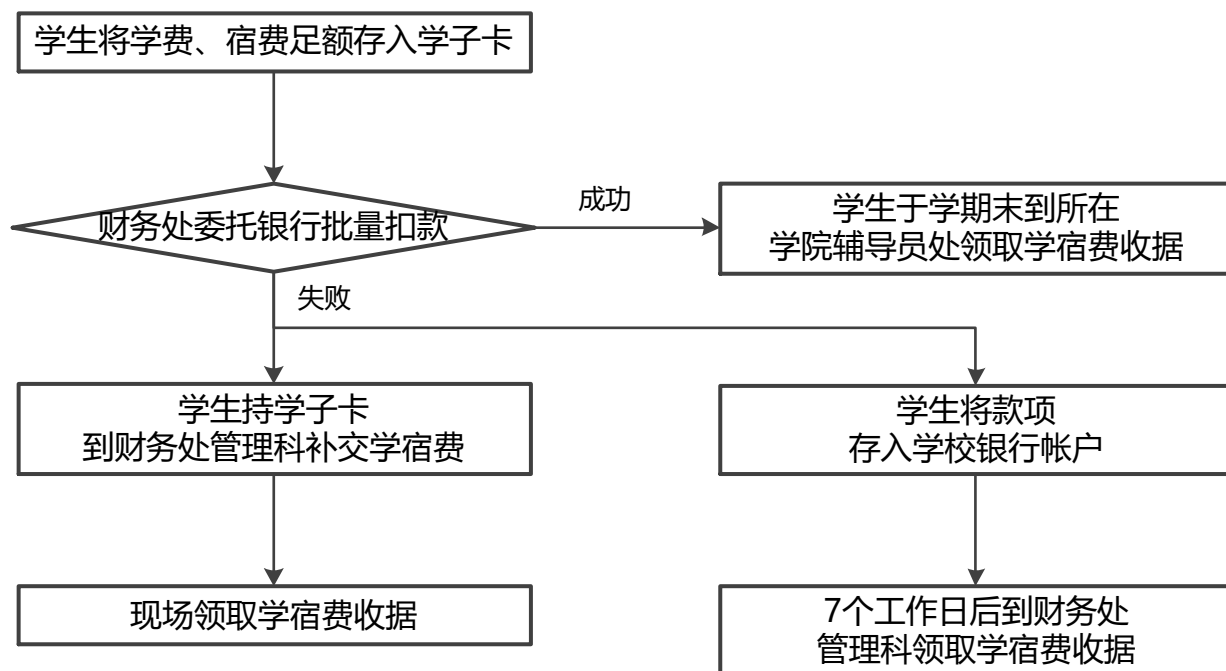 学生将学费、宿费足额存入学子卡
财务处委托银行批量扣款
成功
学生于学期末到所在
学院辅导员处领取学宿费收据
失败
学生持学子卡
到财务处管理科补交学宿费
学生将款项
存入学校银行帐户
现场领取学宿费收据
7个工作日后到财务处
管理科领取学宿费收据